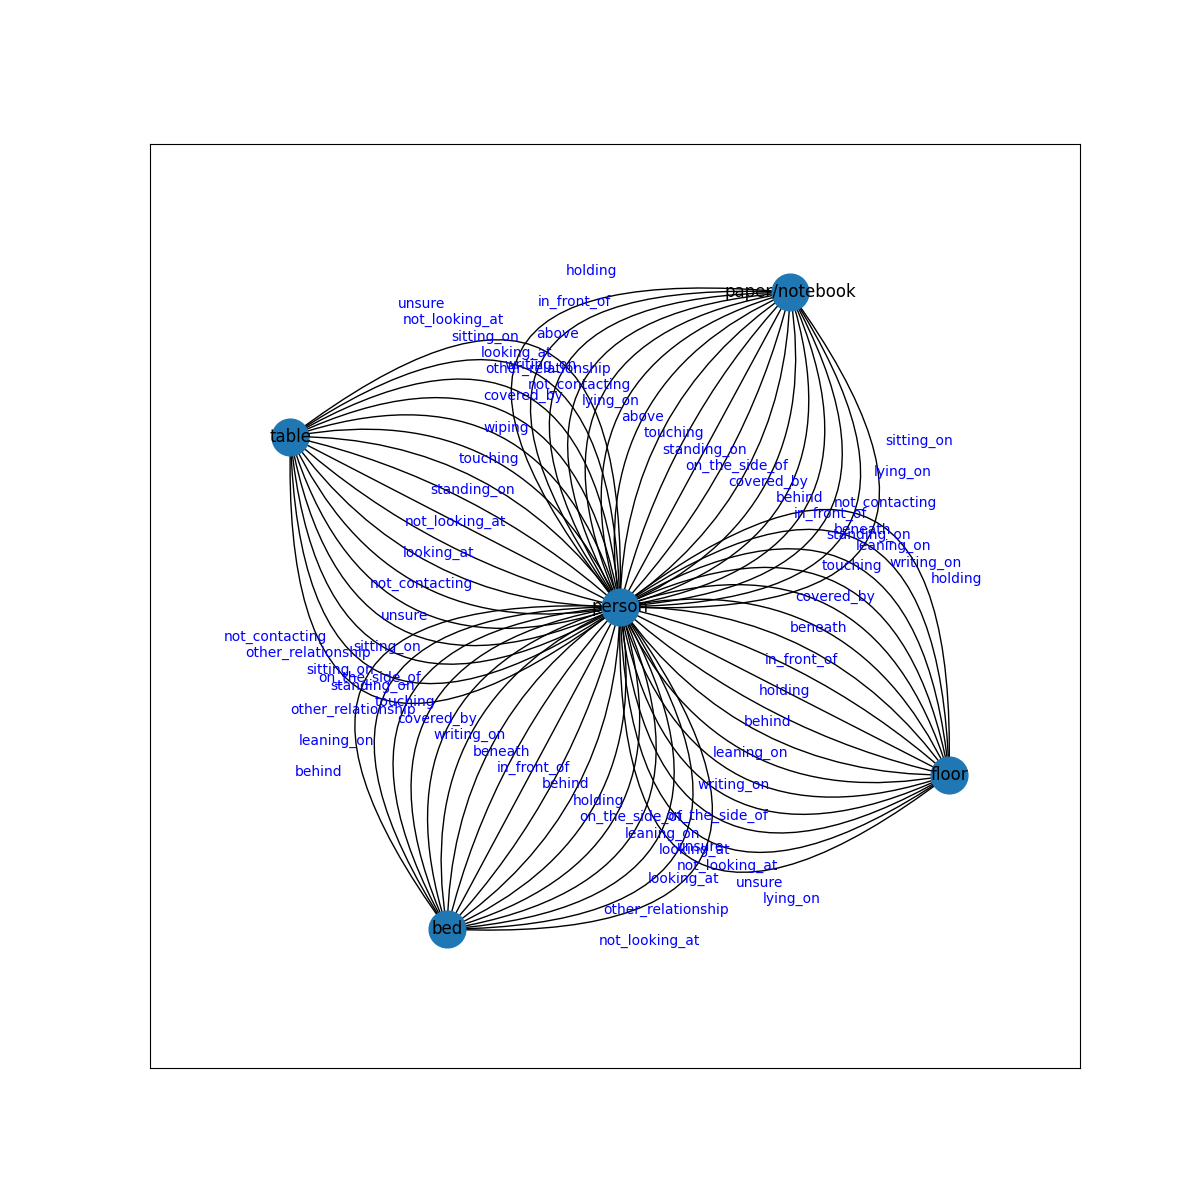 holding
paper/notebook
in_front_of
unsure
not_looking_at
above
sitting_on
looking_at
writing_on
other_relationship
not_contacting
covered_by
lying_on
above
wiping
touching
table
sitting_on
standing_on
touching
on_the_side_of
lying_on
covered_by
standing_on
behind
not_contacting
in_front_of
not_looking_at
beneath
standing_on
leaning_on
looking_at
writing_on
touching
holding
not_contacting
covered_by
person
unsure
beneath
not_contacting
sitting_on
other_relationship
in_front_of
sitting_on
on_the_side_of
standing_on
holding
touching
other_relationship
covered_by
behind
writing_on
leaning_on
beneath
leaning_on
in_front_of
behind
floor
behind
writing_on
holding
on_the_side_of
on_the_side_of
leaning_on
unsure
looking_at
not_looking_at
looking_at
unsure
lying_on
other_relationship
bed
not_looking_at